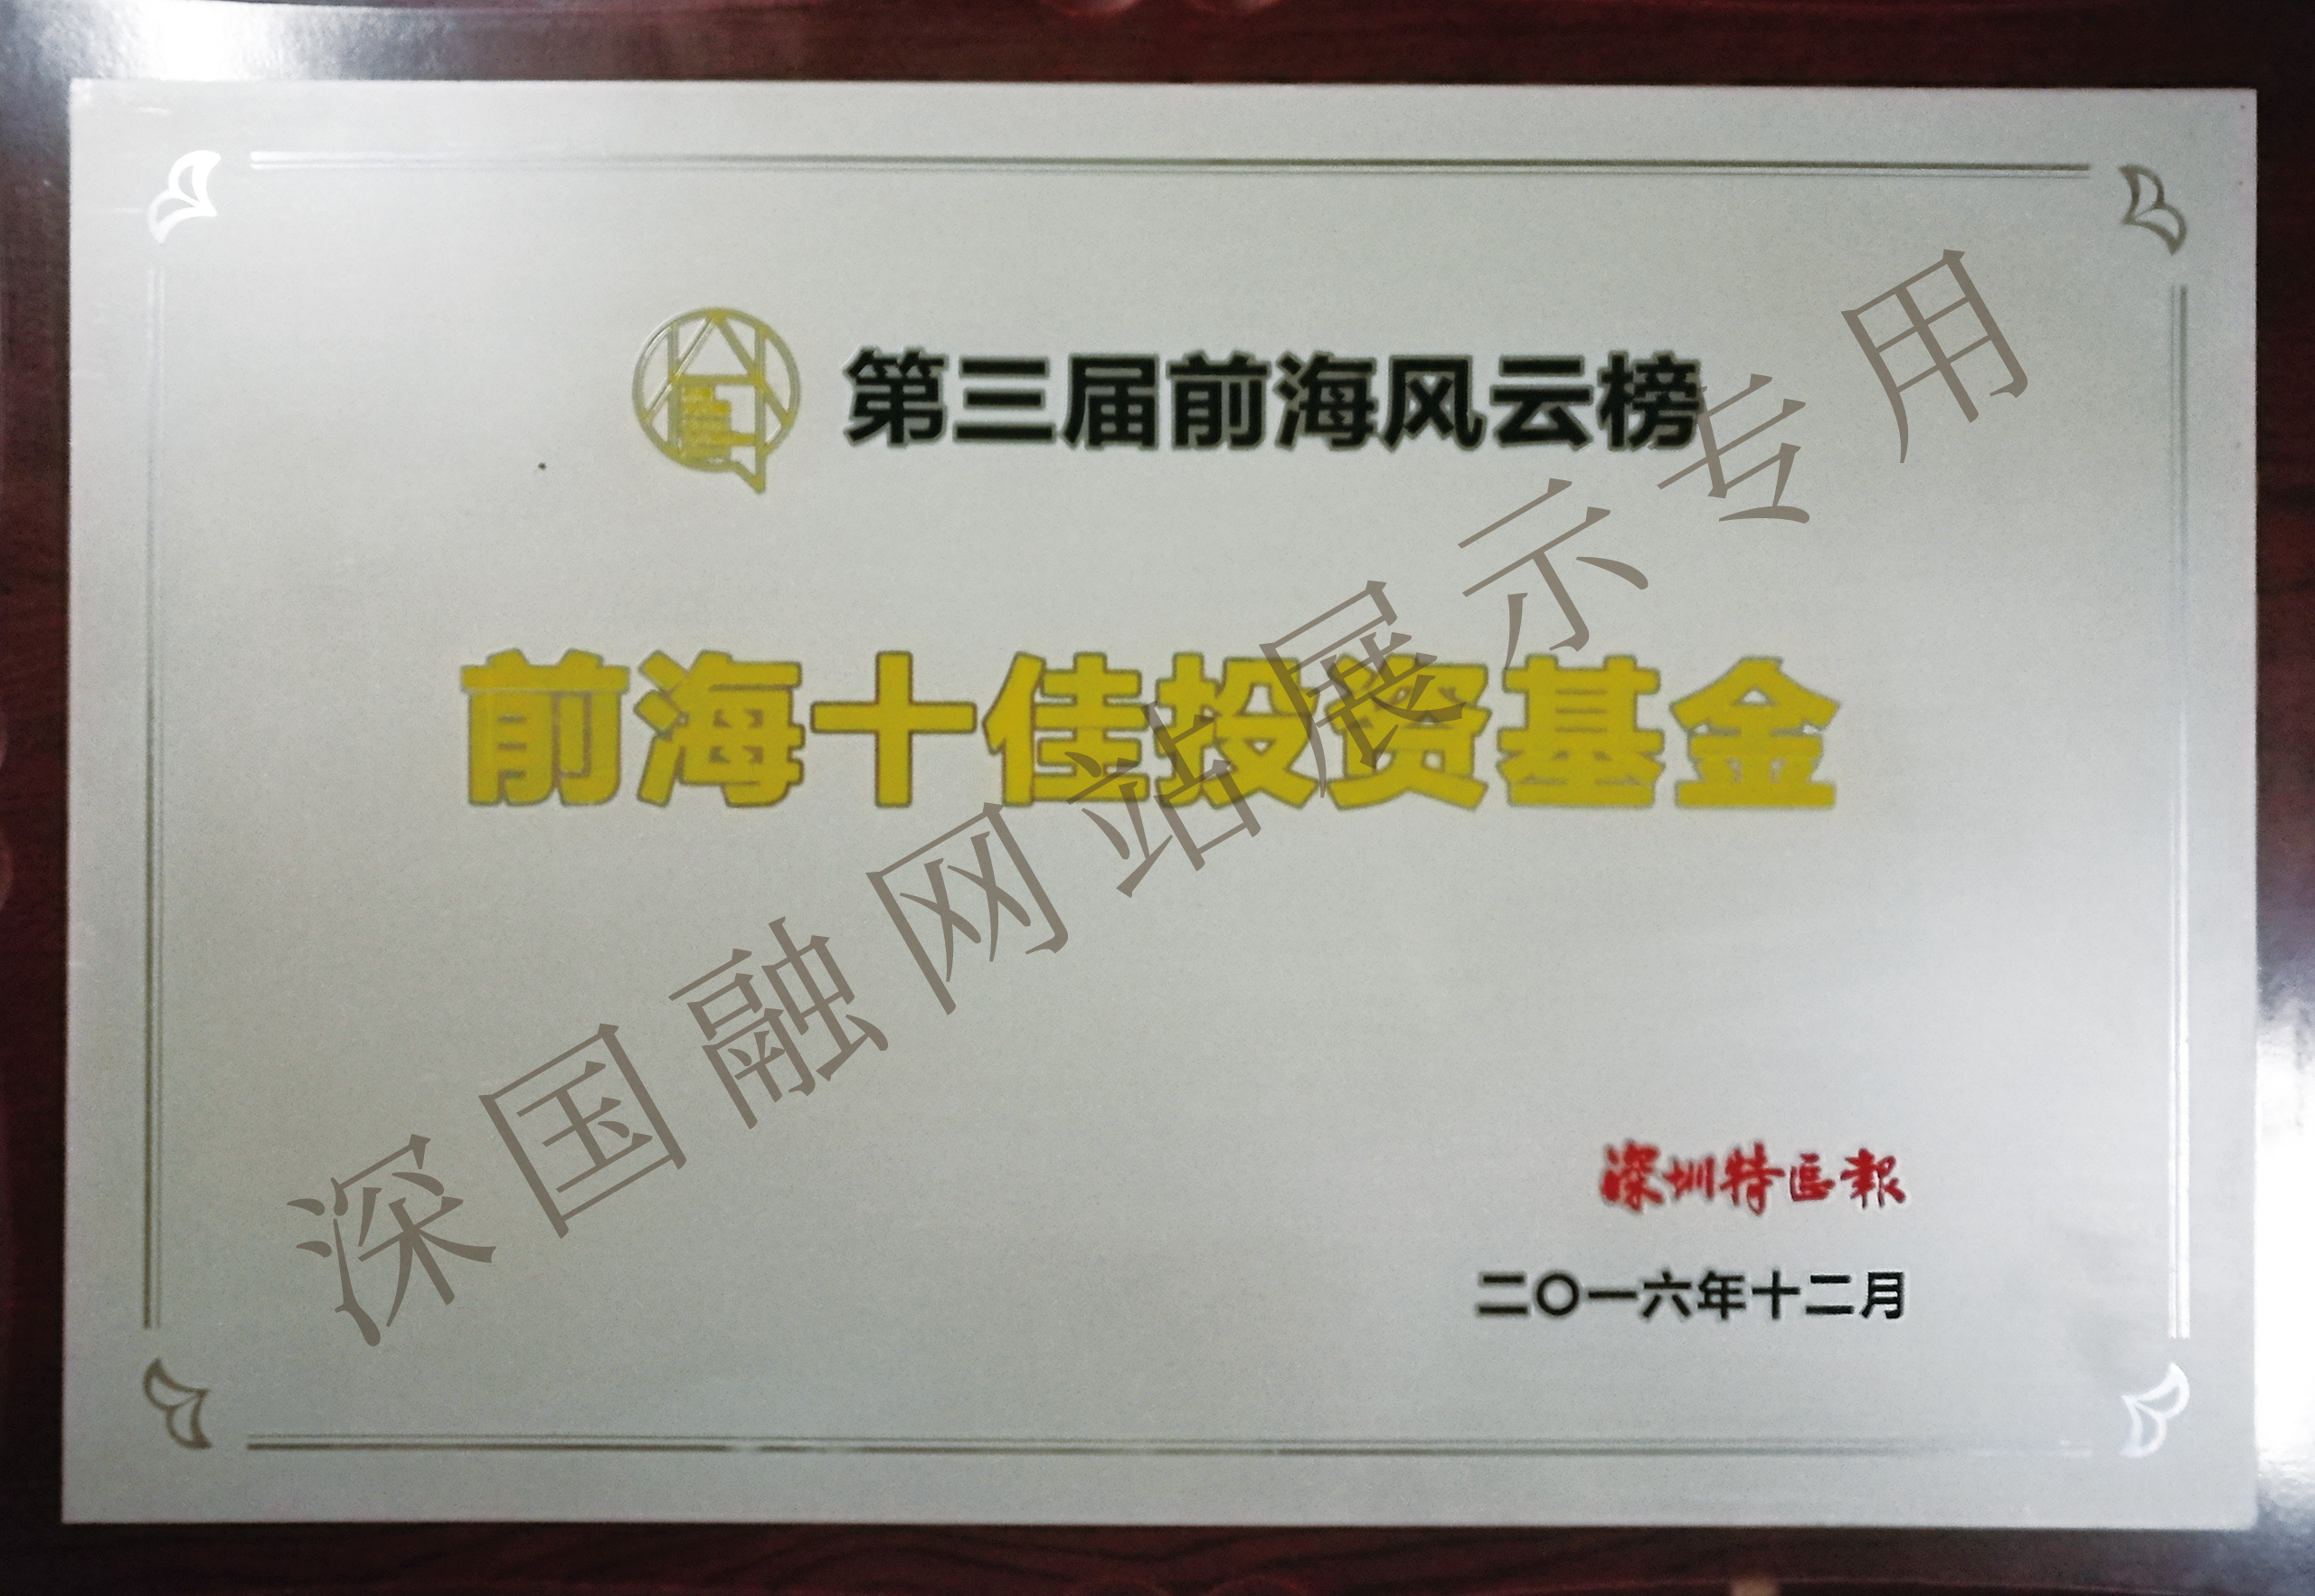 第三届前海风云榜
前海十佳投资基金
深圳特区報
二〇一六年十二月
深国融网站展示专用